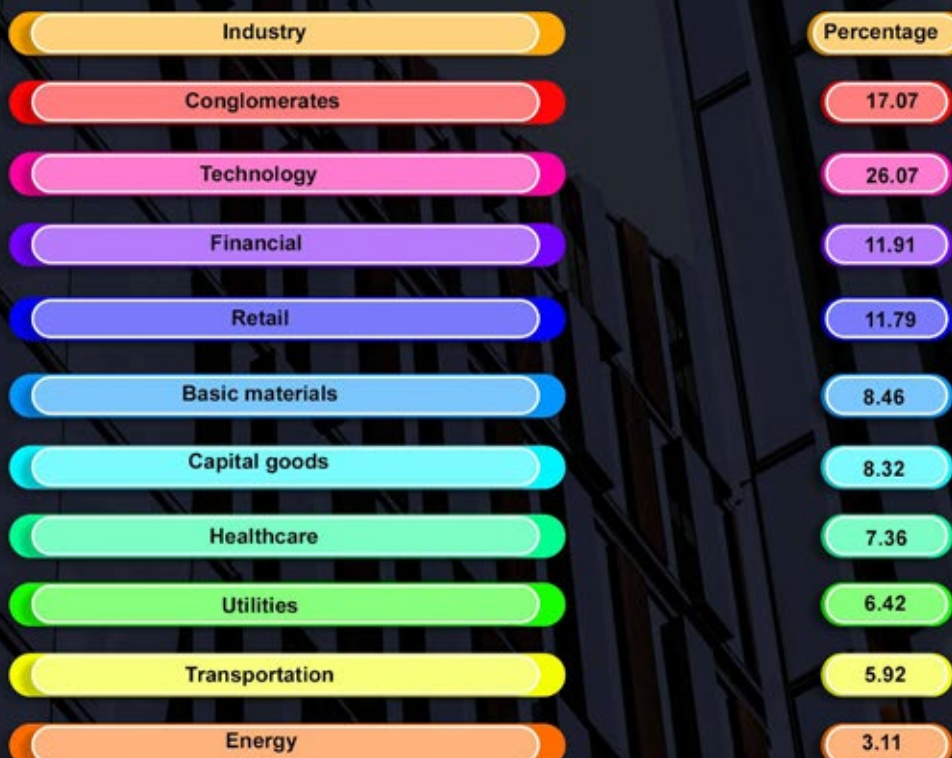 Industry Percentage
Conglomerates 17.07
Technology 26.07
Financial 11.91
Retail 11.79
Basic materials 8.46
Capital goods 8.32
Healthcare 7.36
Utilities 6.42
Transportation 5.92
Energy 3.11